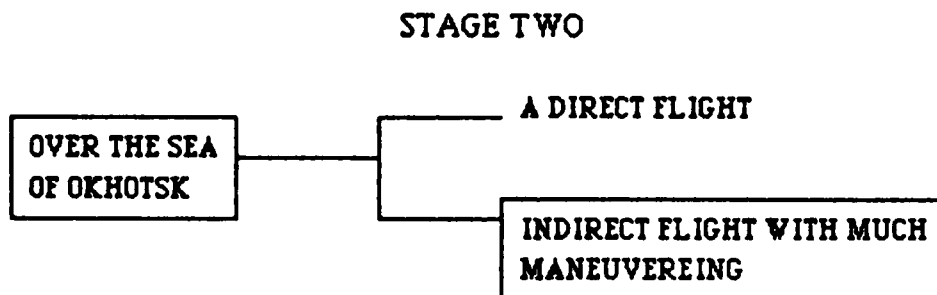 STAGE TWO
A DIRECT FLIGHT
OVER THE SEA
OF OKHOTSK
INDIRECT FLIGHT WITH MUCH
MANEUVEREING